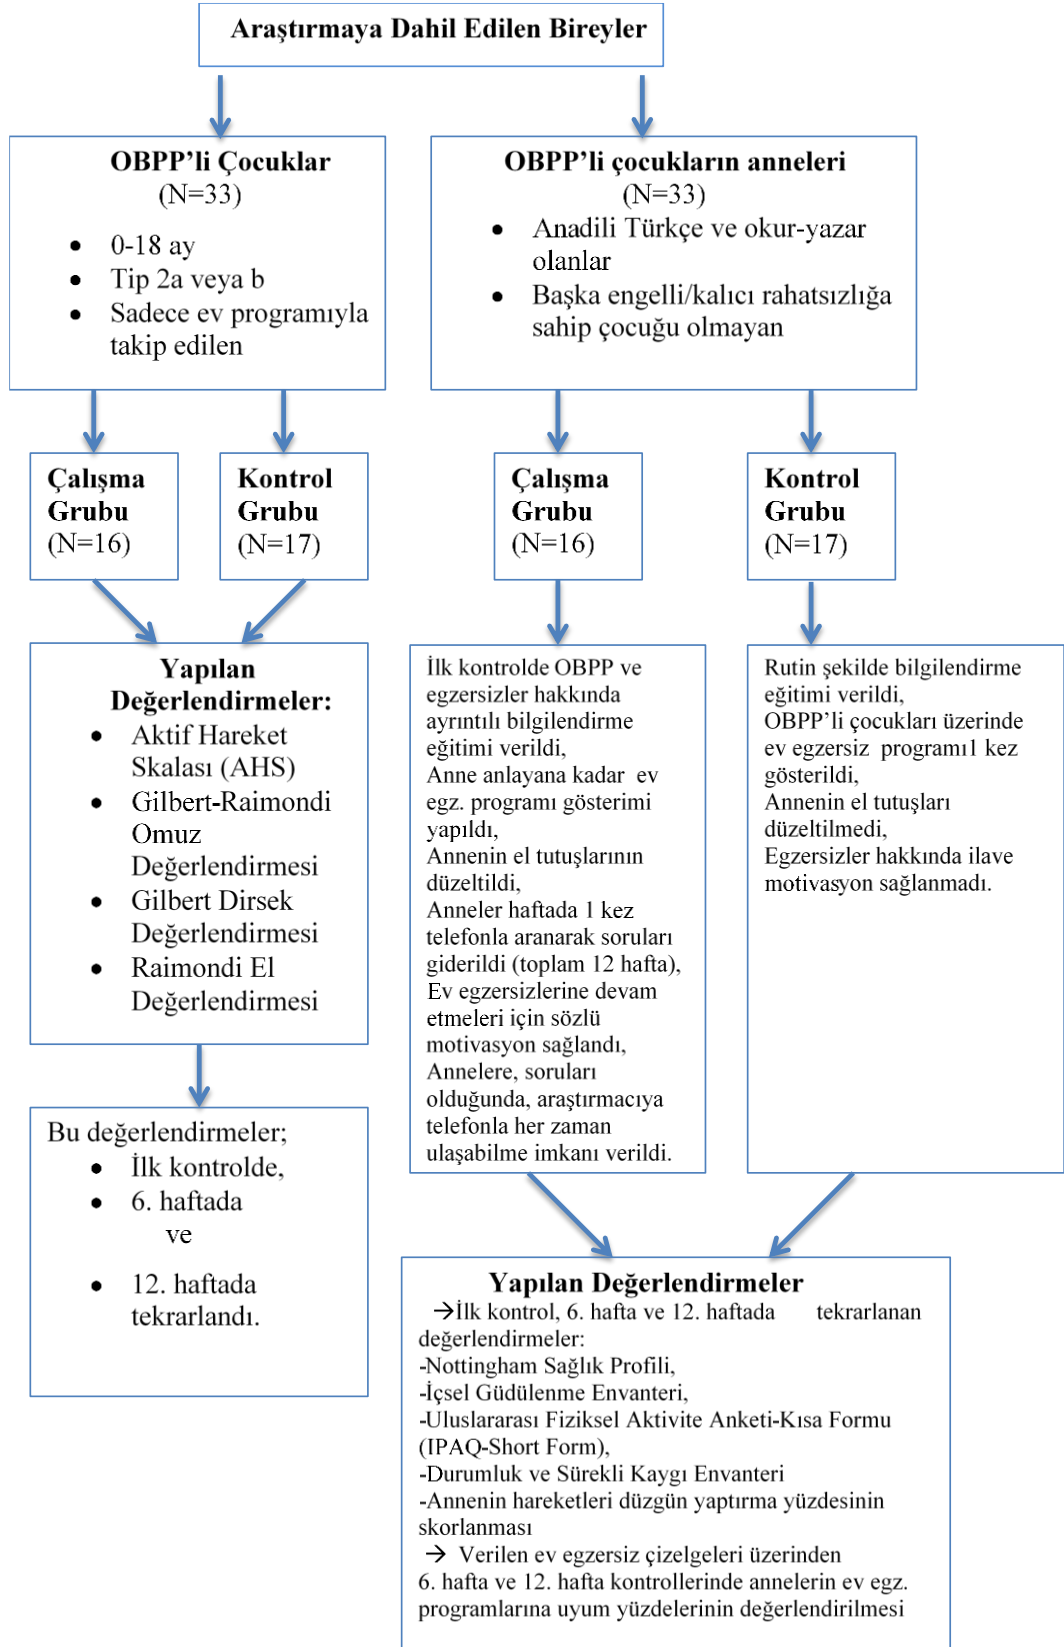 Araştırmaya Dahil Edilen Bireyler
OBPP’li Çocuklar
(N=33)
• 0-18 ay
• Tip 2a veya b
• Sadece ev programıyla
takip edilen
OBPP’li çocukların anneleri
(N=33)
• Anadili Türkçe ve okur-yazar
olanlar
• Başka engelli/kalıcı rahatsızlığa
sahip çocuğu olmayan
Çalışma
Grubu
(N=16)
Kontrol
Grubu
(N=17)
Çalışma
Grubu
(N=16)
Kontrol
Grubu
(N=17)
Yapılan
Değerlendirmeler:
• Aktif Hareket
Skalası (AHS)
• Gilbert-Raimondi
Omuz
Değerlendirmesi
• Gilbert Dirsek
Değerlendirmesi
• Raimondi El
Değerlendirmesi
Bu değerlendirmeler;
• İlk kontrolde,
• 6. haftada
ve
• 12. haftada
tekrarlandı.
İlk kontrolde OBPP ve
egzersizler hakkında
ayrıntılı bilgilendirme
eğitimi verildi,
Anne anlayana kadar ev
egz. programı gösterimi
yapıldı,
Annenin el tutuşlarının
düzeltildi,
Anneler haftada 1 kez
telefonla aranarak soruları
giderildi (toplam 12 hafta),
Ev egzersizlerine devam
etmeleri için sözlü
motivasyon sağlandı,
Annelere, soruları
olduğunda, araştırmacıya
telefonla her zaman
ulaşabilme imkanı verildi.
Rutin şekilde bilgilendirme
eğitimi verildi,
OBPP’li çocukları üzerinde
ev egzersiz programı1 kez
gösterildi,
Annenin el tutuşları
düzeltilmedi,
Egzersizler hakkında ilave
motivasyon sağlanmadı.
Yapılan Değerlendirmeler
→İlk kontrol, 6. hafta ve 12. haftada tekrarlanan
değerlendirmeler:
-Nottingham Sağlık Profili,
-İçsel Güdülenme Envanteri,
-Uluslararası Fiziksel Aktivite Anketi-Kısa Formu
(IPAQ-Short Form),
-Durumluk ve Sürekli Kaygı Envanteri
-Annenin hareketleri düzgün yaptırma yüzdesinin
skorlanması
→ Verilen ev egzersiz çizelgeleri üzerinden
6. hafta ve 12. hafta kontrollerinde annelerin ev egz.
programlarına uyum yüzdelerinin değerlendirilmesi